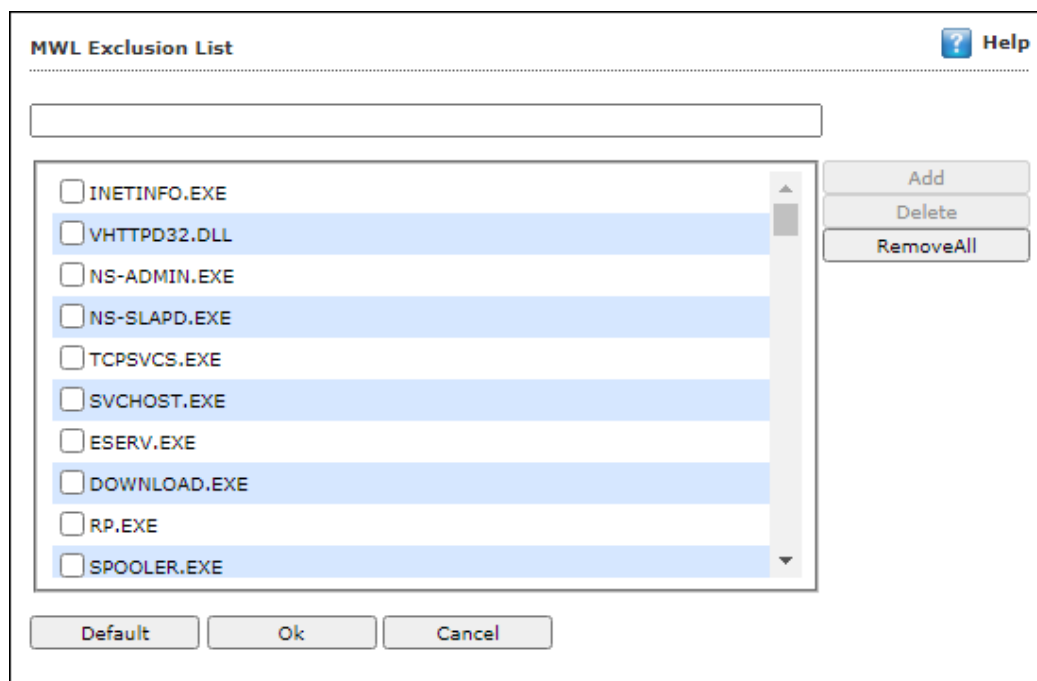 MWL Exclusion List
? Help
INETINFO.EXE
VHTTPD32.DLL
NS-ADMIN.EXE
NS-SLAPD.EXE
TCPSVCS.EXE
SVCHOST.EXE
ESERV.EXE
DOWNLOAD.EXE
RP.EXE
SPOOLER.EXE
Add
Delete
RemoveAll
Default Ok Cancel